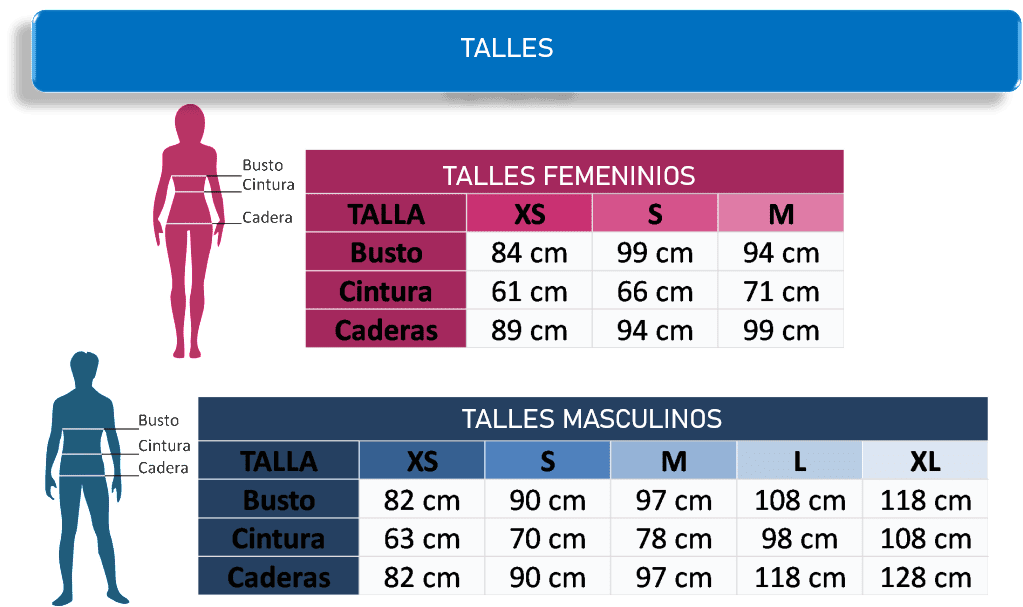 TALLES
Busto
Cintura
Cadera
TALLES FEMENINIOS
TALLA XS S M
Busto 84 cm 99 cm 94 cm
Cintura 61 cm 66 cm 71 cm
Caderas 89 cm 94 cm 99 cm
Busto
Cintura
Cadera
TALLES MASCULINOS
TALLA XS S M L XL
Busto 82 cm 90 cm 97 cm 108 cm 118 cm
Cintura 63 cm 70 cm 78 cm 98 cm 108 cm
Caderas 82 cm 90 cm 97 cm 118 cm 128 cm